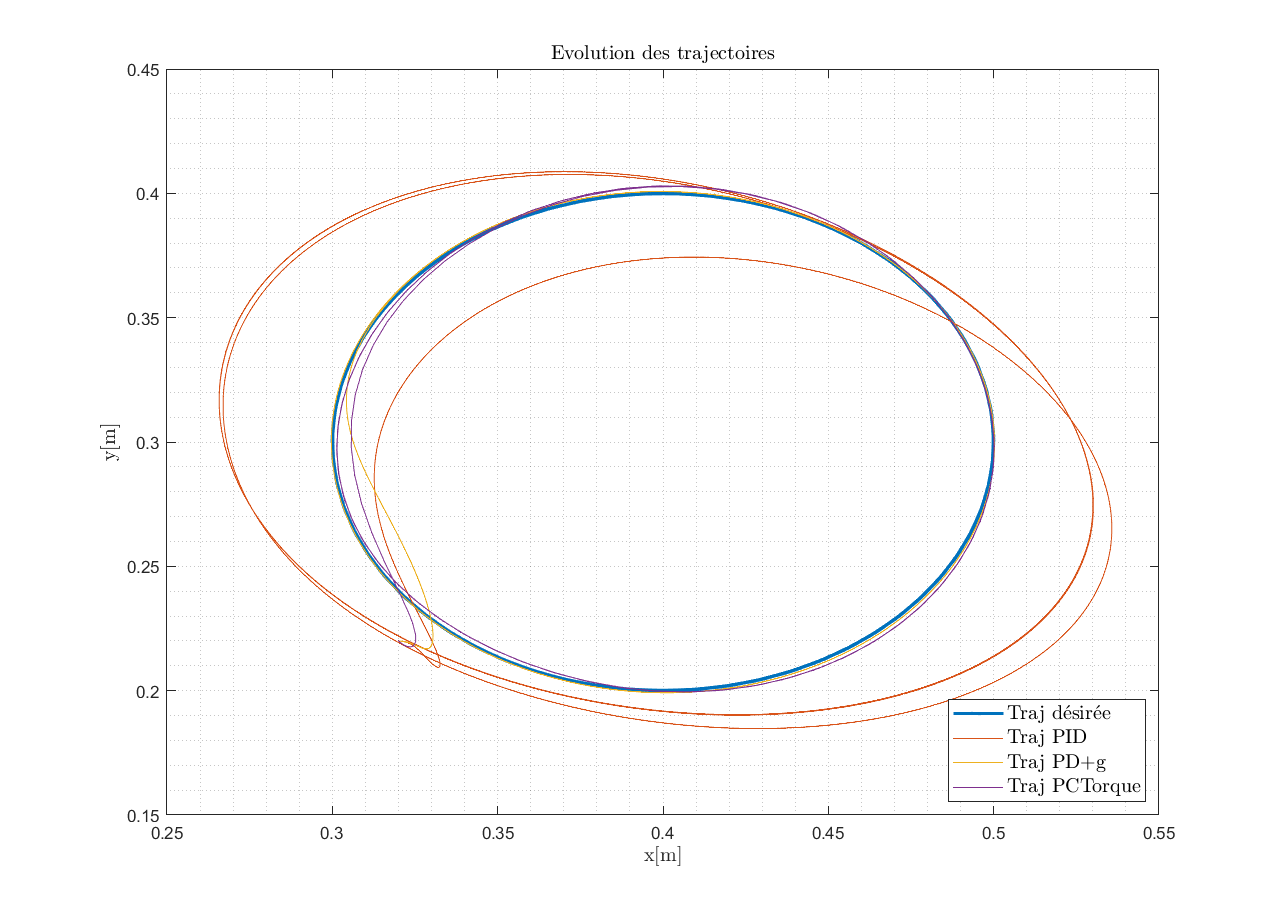 Evolution des trajectoires
0.45
0.4
0.35
0.3
0.25
0.2
0.15
y[m]
0.25 0.3 0.35 0.4 0.45 0.5 0.55
x[m]
Traj désirée
Traj PID
Traj PD+g
Traj PCTorque